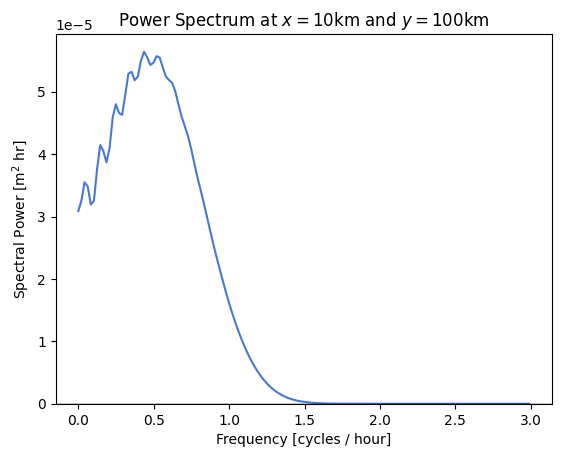 Power Spectrum at x = 10km and y = 100km
1e−5
5
4
3
2
1
0
Spectral Power [m² hr]
0.0 0.5 1.0 1.5 2.0 2.5 3.0
Frequency [cycles / hour]